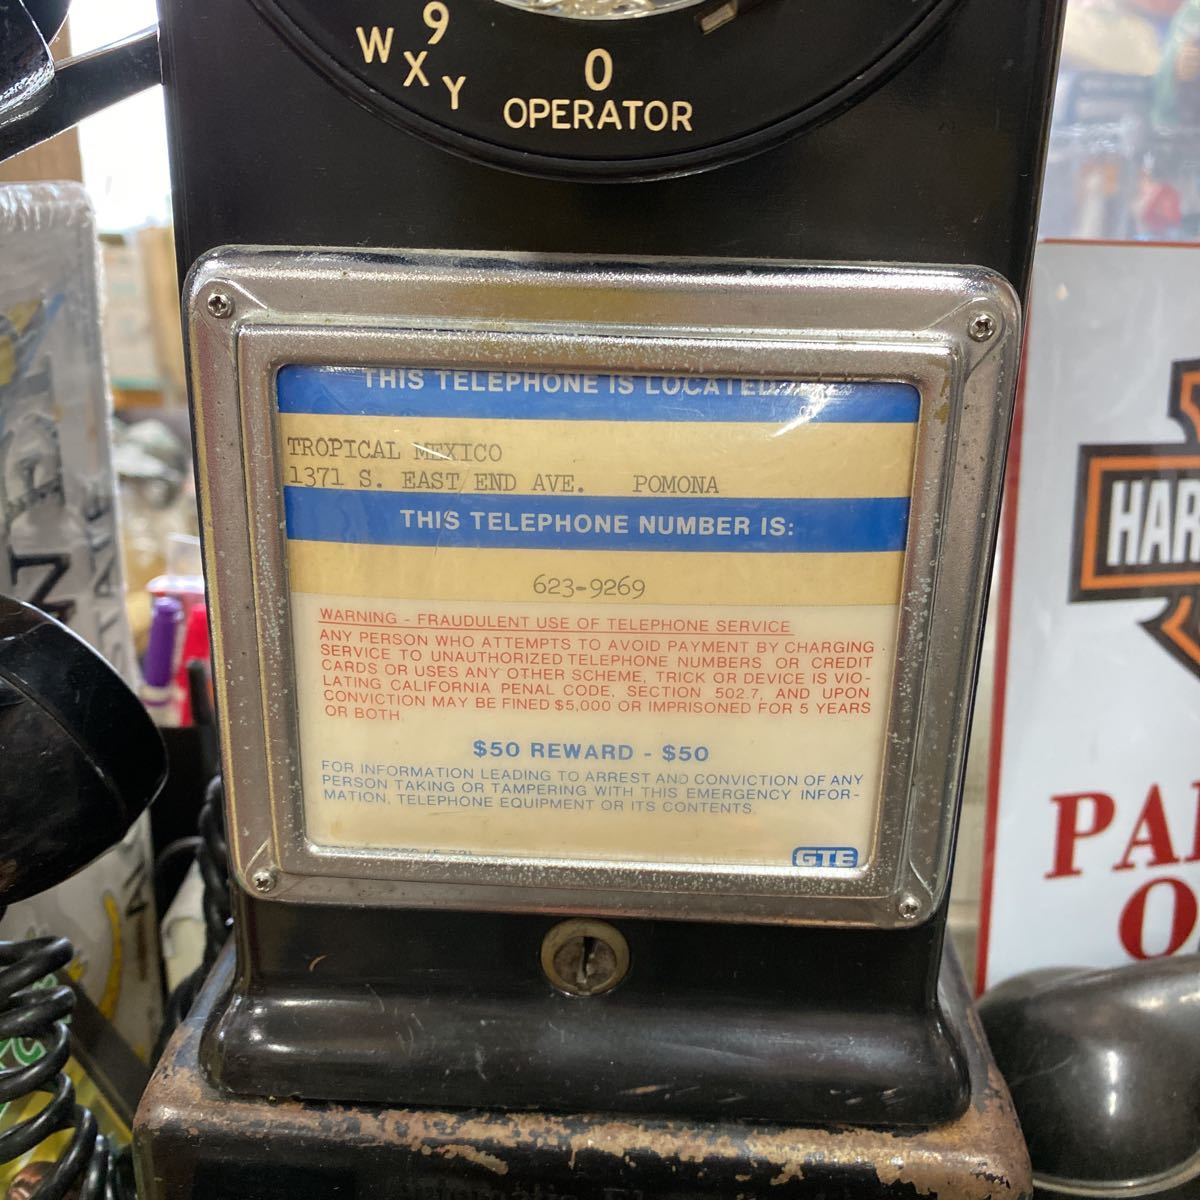 9
W X Y
0
OPERATOR
THIS TELEPHONE IS LOCATED
TROPICAL MEXICO
1371 S. EAST END AVE. POMONA
THIS TELEPHONE NUMBER IS:
623-9269
WARNING - FRAUDULENT USE OF TELEPHONE SERVICE
ANY PERSON WHO ATTEMPTS TO AVOID PAYMENT BY CHARGING
SERVICE TO UNAUTHORIZED TELEPHONE NUMBERS OR CREDIT
CARDS OR USES ANY OTHER SCHEME, TRICK OR DEVICE IS VIO-
LATING CALIFORNIA PENAL CODE, SECTION 502.7, AND UPON
CONVICTION MAY BE FINED $5,000 OR IMPRISONED FOR 5 YEARS
OR BOTH.
$50 REWARD - $50
FOR INFORMATION LEADING TO ARREST AND CONVICTION OF ANY
PERSON TAKING OR TAMPERING WITH THIS EMERGENCY INFOR-
MATION, TELEPHONE EQUIPMENT OR ITS CONTENTS.
GTE
HAR
PA
O